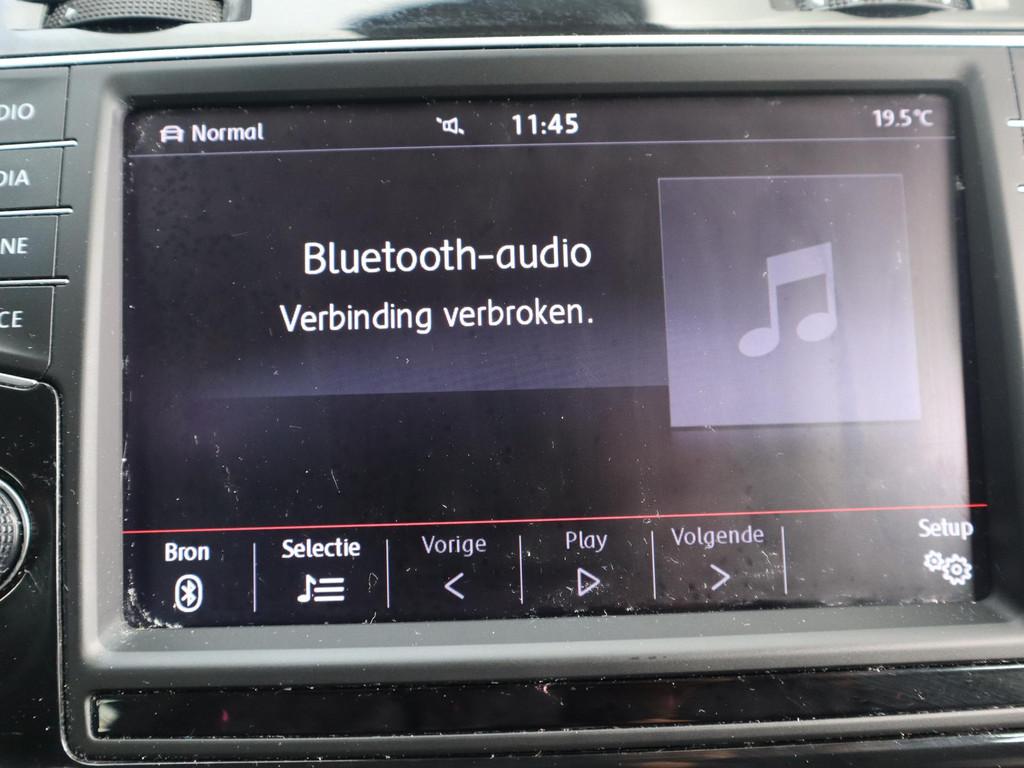 Normal 11:45 19.5°C
Bluetooth-audio
Verbinding verbroken.
Bron Selectie Vorige Play Volgende Setup
DIO
DIA
NE
CE